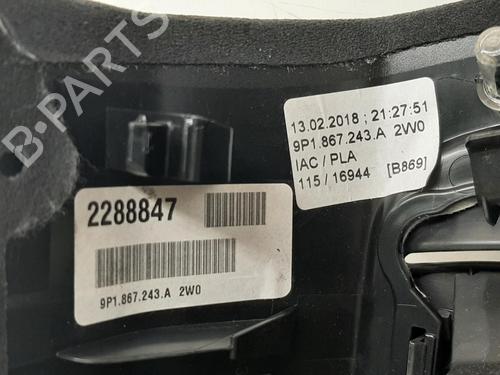 B-PARTS
13.02.2018 ; 21:27:51
9P1.867.243.A 2W0
IAC / PLA
115 / 16944 [B869]
2288847
9P1.867.243.A 2W0